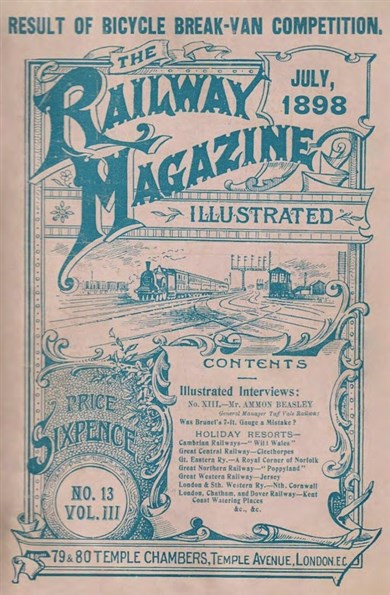 RESULT OF BICYCLE BREAK-VAN COMPETITION.
THE
RAILWAY
MAGAZINE
JULY,
1898
ILLUSTRATED
CONTENTS
Illustrated Interviews:
No. XIII.—Mr. AMMON BEASLEY
General Manager Taff Vale Railway
Was Brunel's 7-ft. Gauge a Mistake?
HOLIDAY RESORTS—
Cambrian Railways—"Wild Wales"
Great Central Railway—Cleethorpes
Gt. Eastern Ry.—A Royal Corner of Norfolk
Great Northern Railway—"Poppyland"
Great Western Railway—Jersey
London & Sth. Western Ry.—Nth. Cornwall
London, Chatham, and Dover Railway—Kent
Coast Watering Places
&c., &c.
PRICE
SIXPENCE
NO. 13
VOL. III
79 & 80 TEMPLE CHAMBERS, TEMPLE AVENUE, LONDON.E.C.